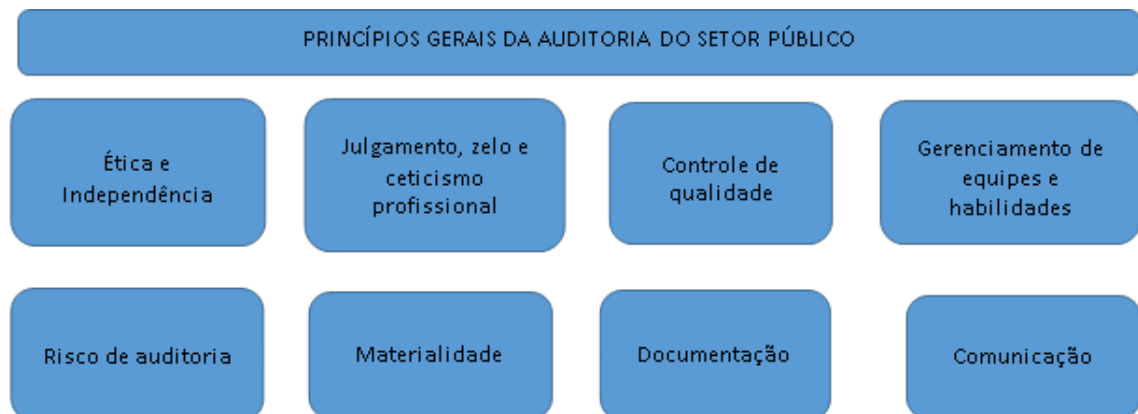 PRINCÍPIOS GERAIS DA AUDITORIA DO SETOR PÚBLICO
Ética e
Independência
Julgamento, zelo e
ceticismo
profissional
Controle de
qualidade
Gerenciamento de
equipes e
habilidades
Risco de auditoria
Materialidade
Documentação
Comunicação